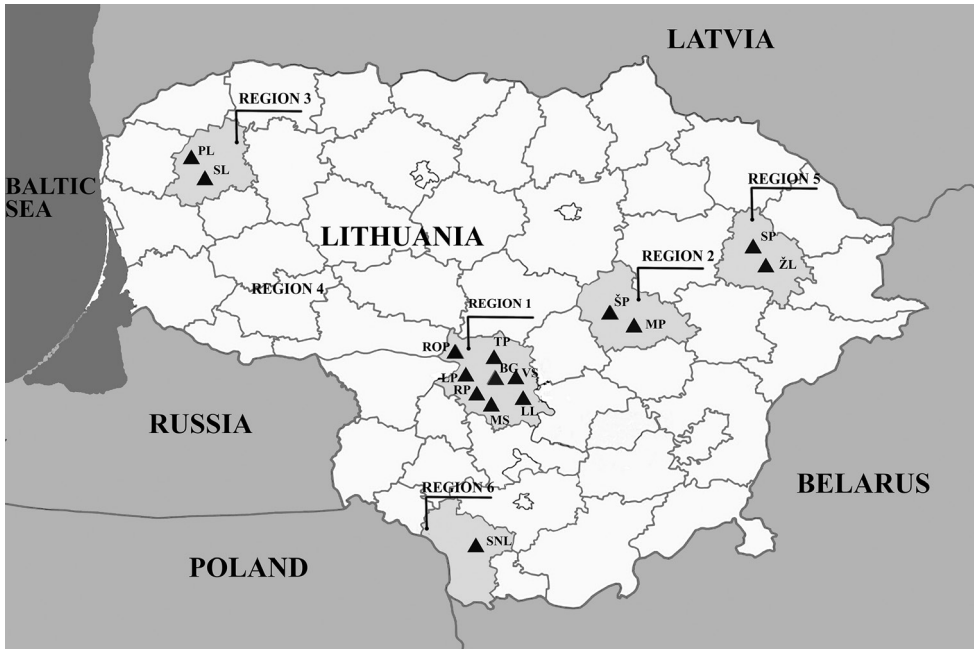 LATVIA
REGION 3
PL
SL
BALTIC
SEA
REGION 5
SP
ŽL
LITHUANIA
REGION 2
ŠP
MP
REGION 4
REGION 1
ROP
TP
LP
BG
VS
RP
LL
MS
RUSSIA
BELARUS
REGION 6
SNL
POLAND